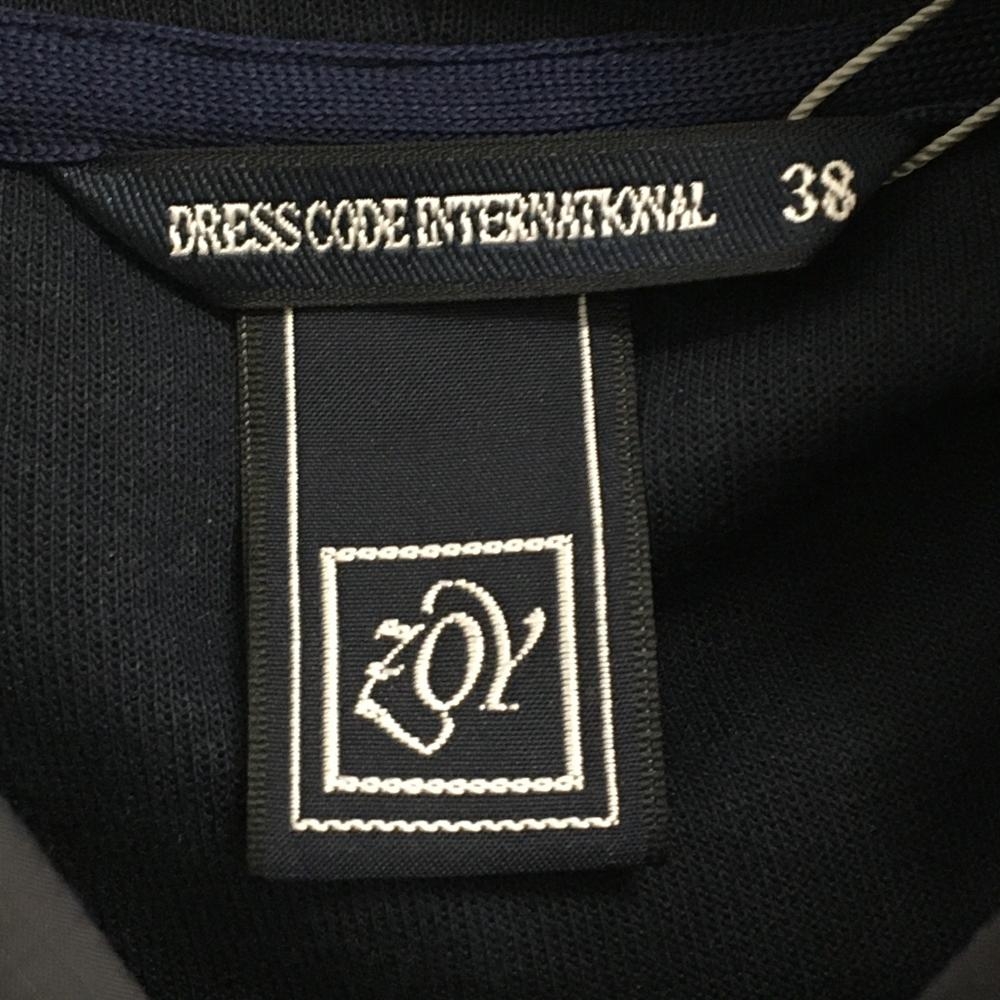 DRESS CODE INTERNATIONAL 38
ZOY